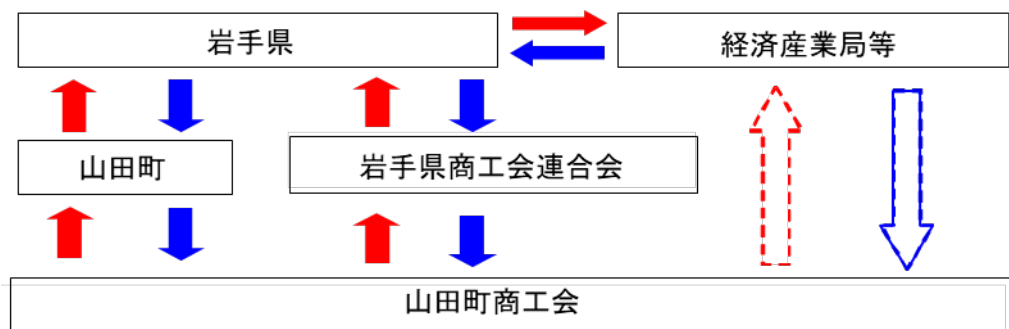 岩手県
経済産業局等
山田町
岩手県商工会連合会
山田町商工会